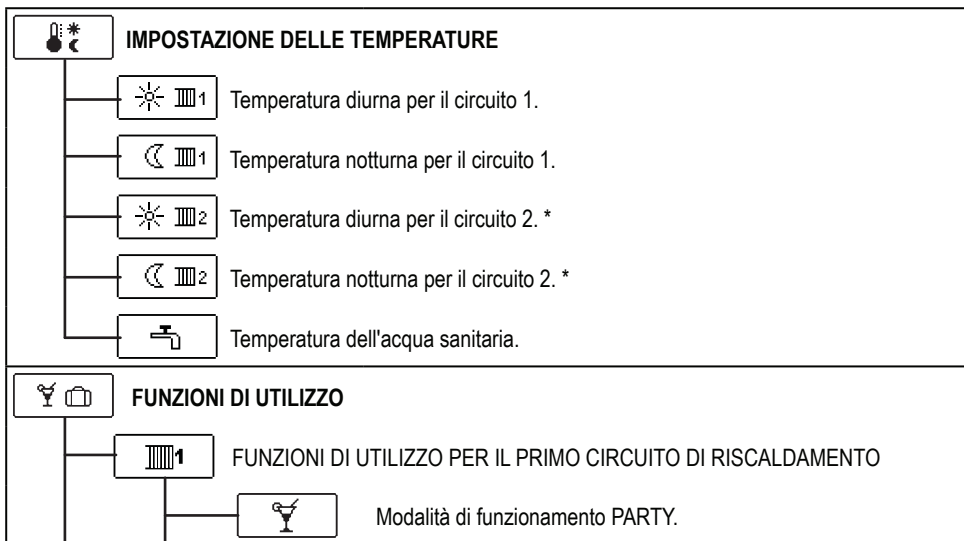 IMPOSTAZIONE DELLE TEMPERATURE
1 Temperatura diurna per il circuito 1.
1 Temperatura notturna per il circuito 1.
2 Temperatura diurna per il circuito 2. *
2 Temperatura notturna per il circuito 2. *
Temperatura dell'acqua sanitaria.
FUNZIONI DI UTILIZZO
1 FUNZIONI DI UTILIZZO PER IL PRIMO CIRCUITO DI RISCALDAMENTO
Modalità di funzionamento PARTY.